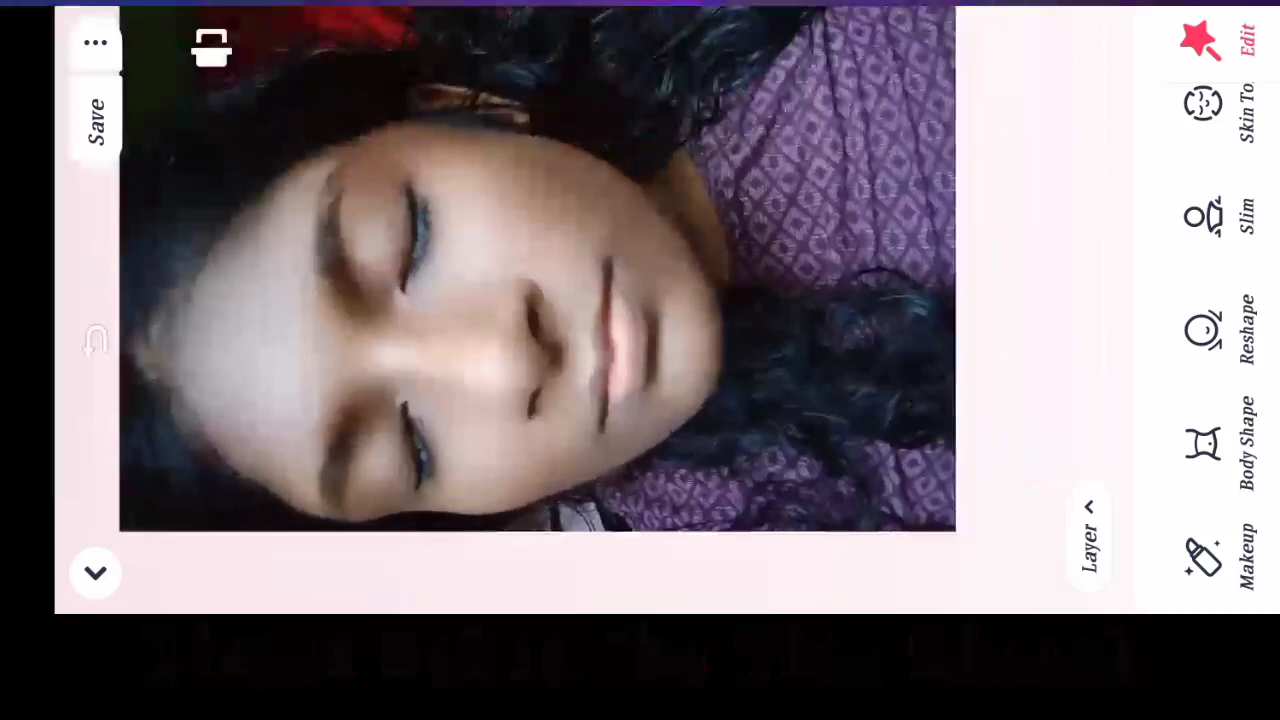 Save
Layer
Makeup
Body Shape
Reshape
Slim
Skin To
Edit